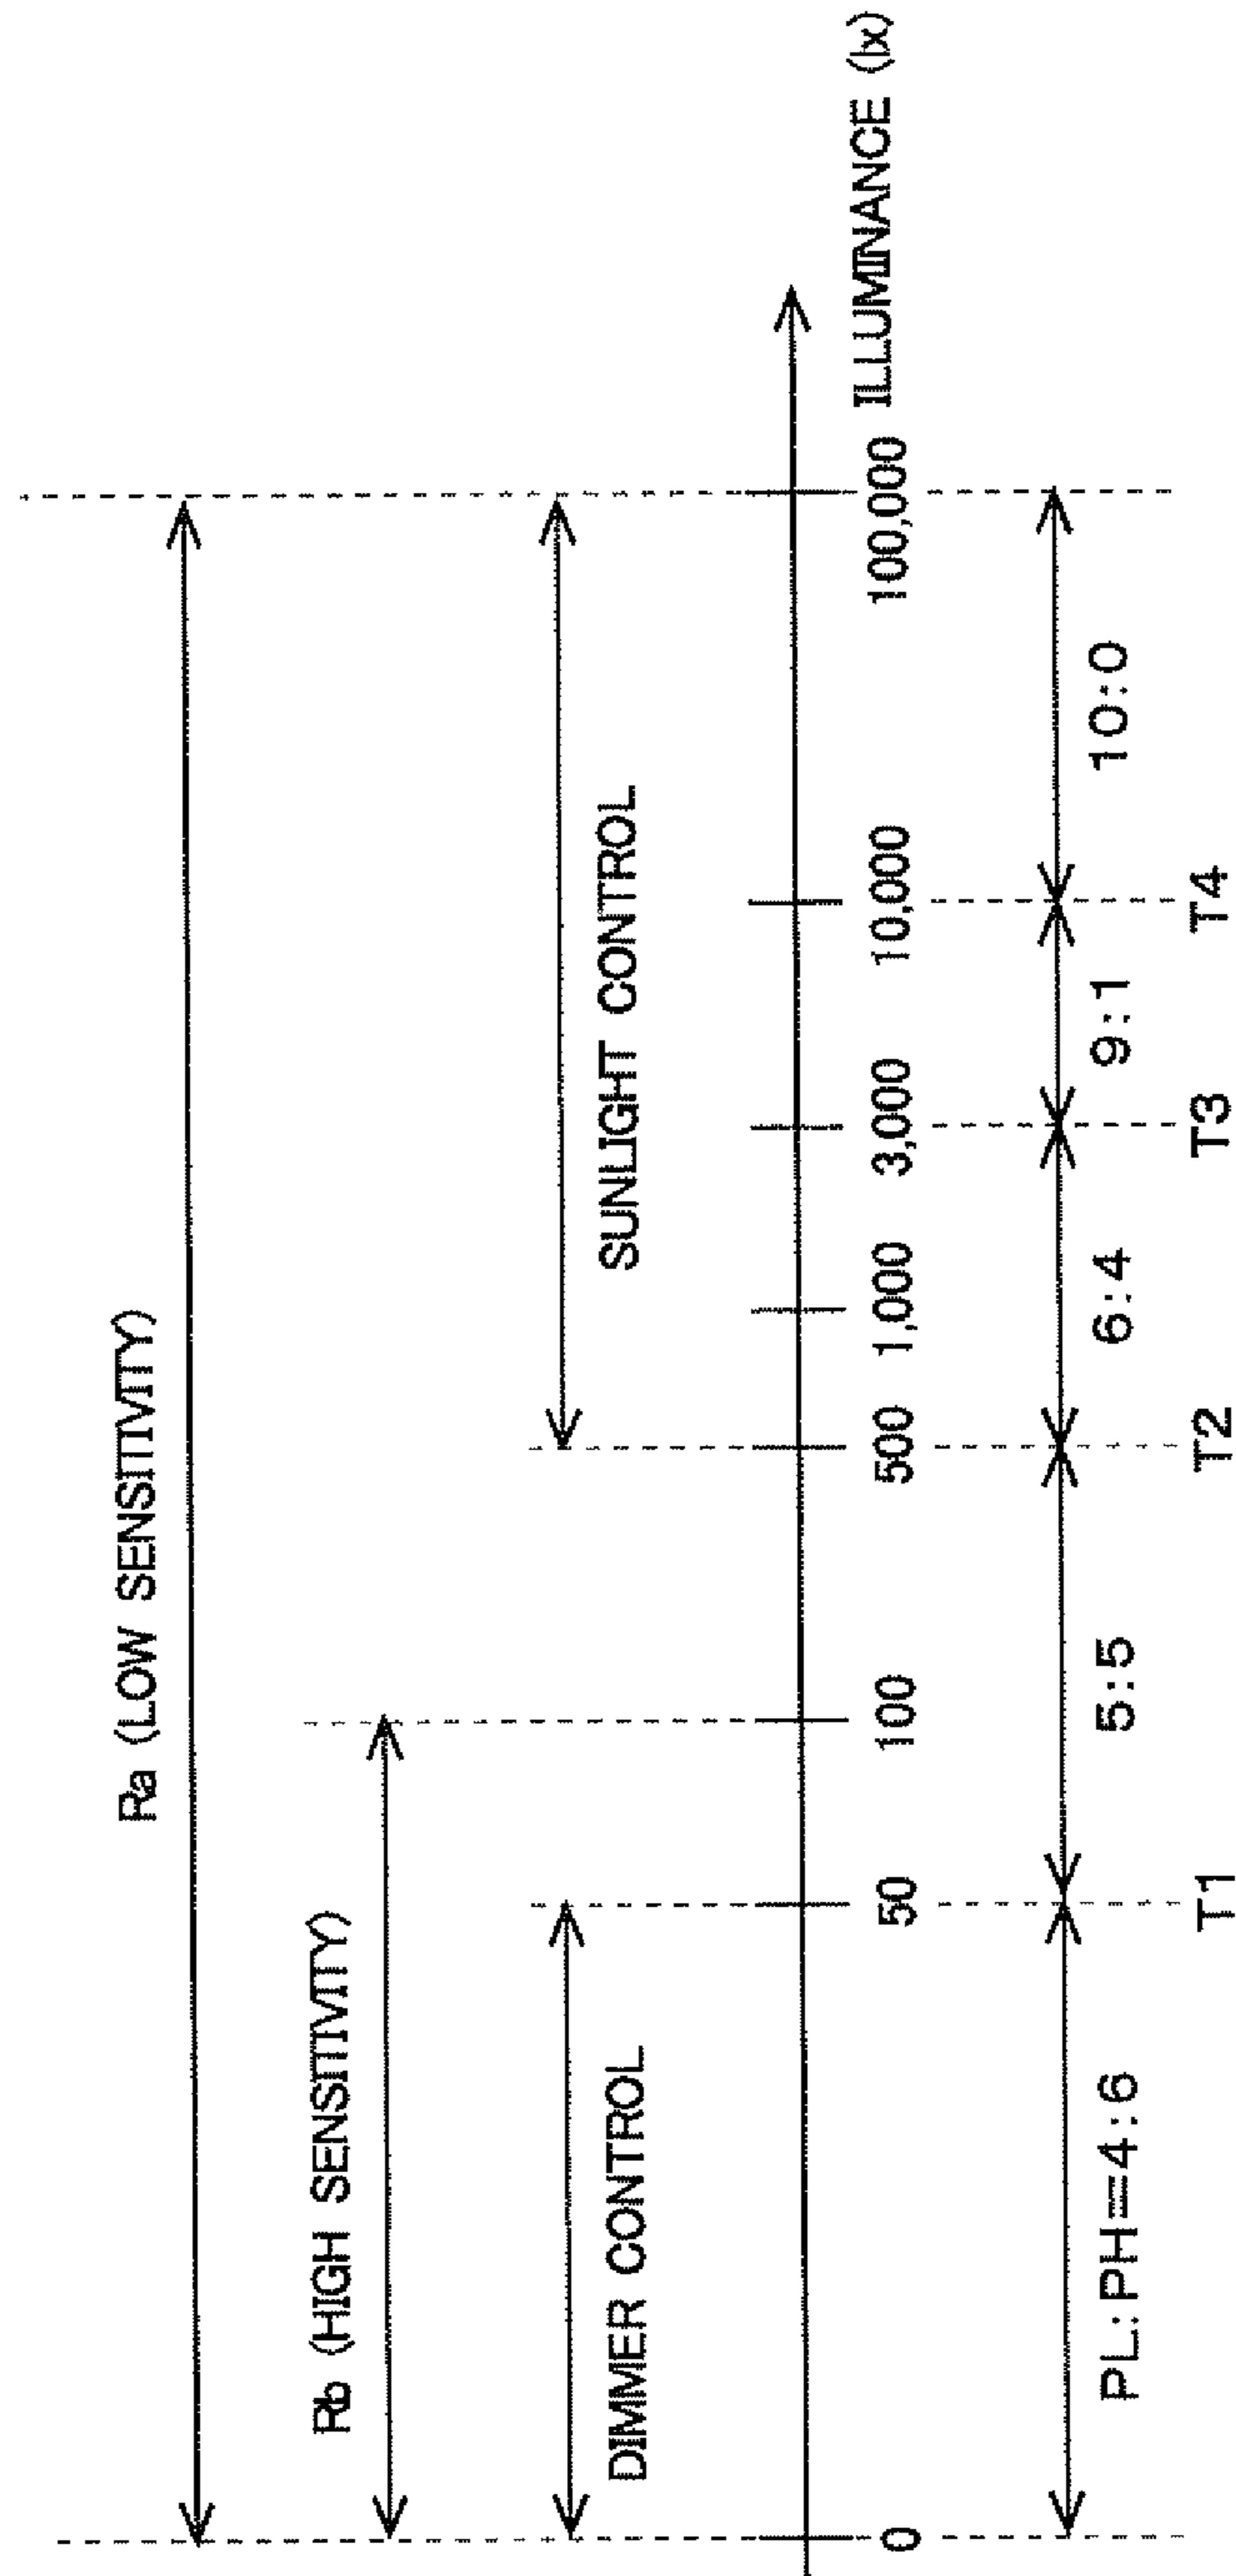 Ra (LOW SENSITIVITY)
Rb (HIGH SENSITIVITY)
DIMMER CONTROL
SUNLIGHT CONTROL
0 50 100 500 1,000 3,000 10,000 100,000 ILLUMINANCE (lx)
PL:PH=4:6 5:5 6:4 9:1 10:0
T1 T2 T3 T4